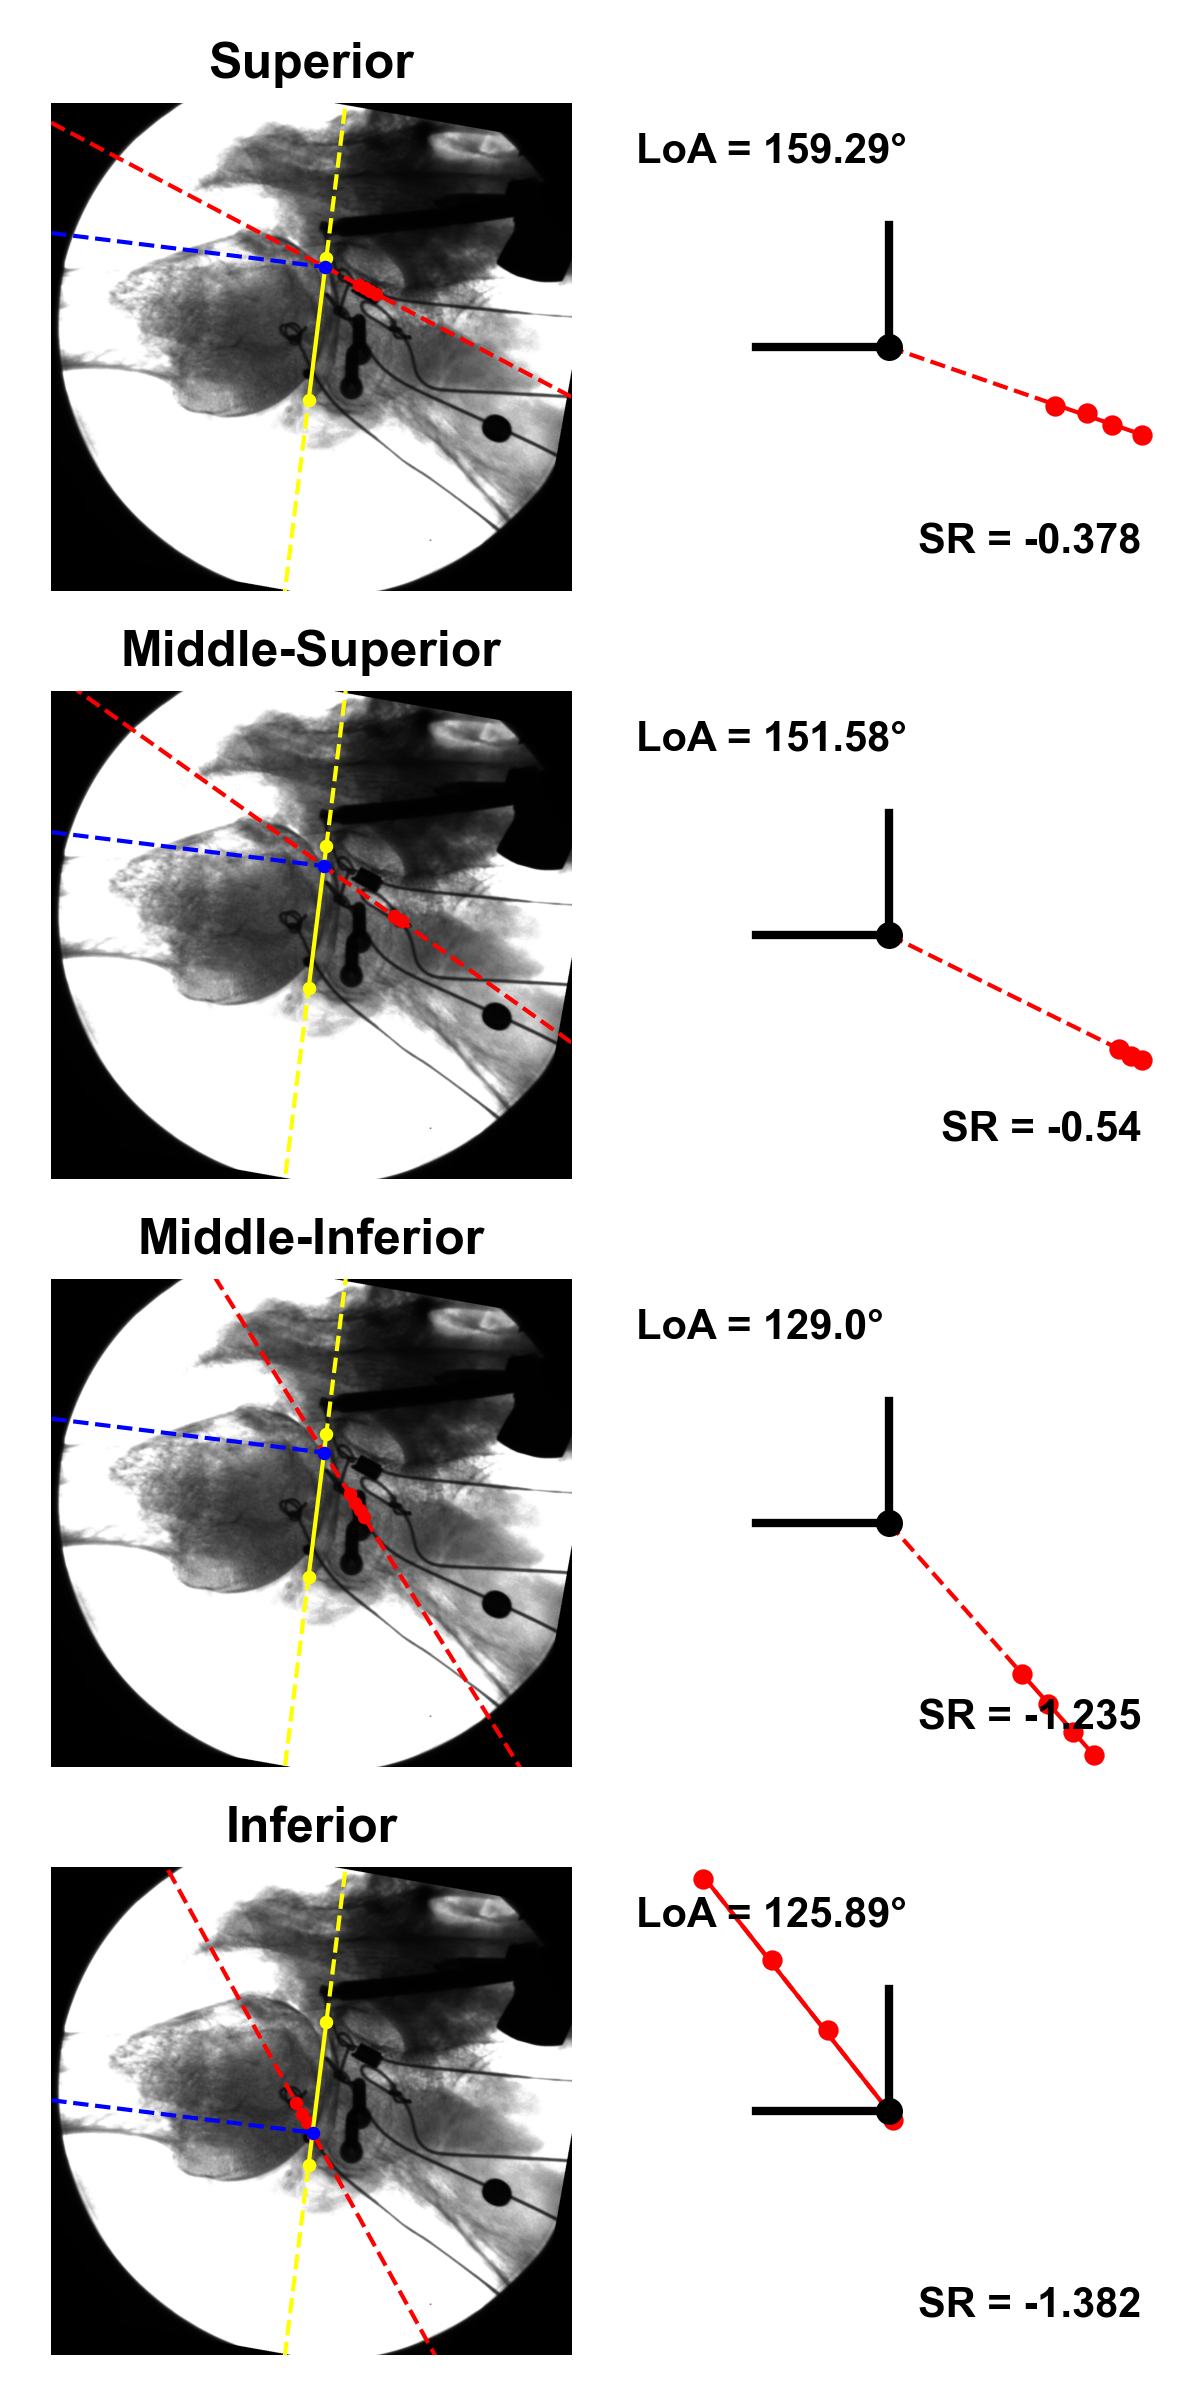 Superior
LoA = 159.29°
SR = -0.378
Middle-Superior
LoA = 151.58°
SR = -0.54
Middle-Inferior
LoA = 129.0°
SR = -1.235
Inferior
LoA = 125.89°
SR = -1.382